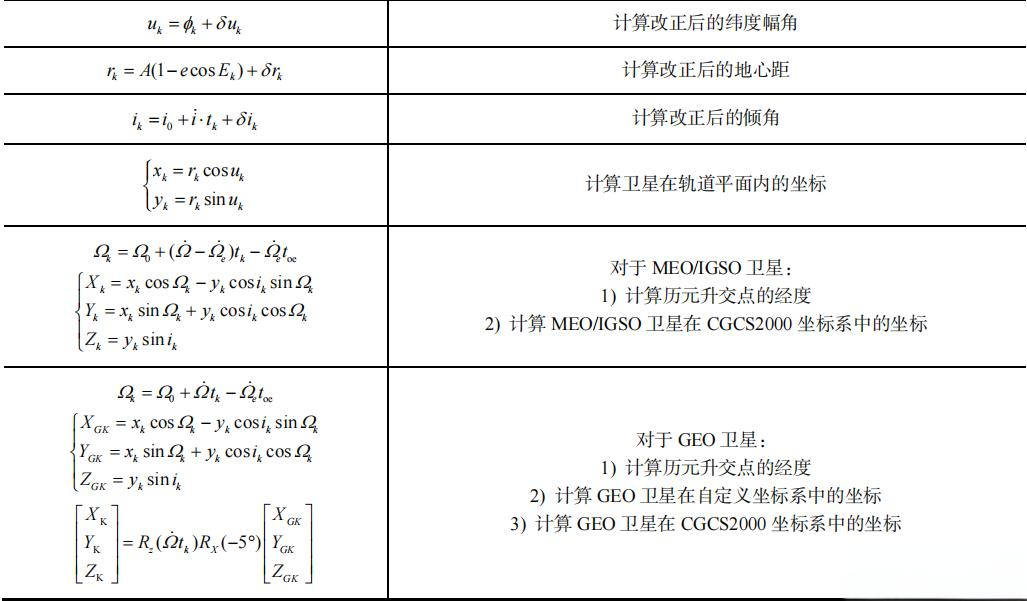 u_k = ϕ_k + δu_k
计算改正后的纬度幅角
r_k = A(1−e cos E_k) + δr_k
计算改正后的地心距
i_k = i_0 + i̇·t_k + δi_k
计算改正后的倾角
x_k = r_k cos u_k
y_k = r_k sin u_k
计算卫星在轨道平面内的坐标
Ω_k = Ω_0 + (Ω̇ − Ω̇_e)t_k − Ω̇_e t_oe
X_k = x_k cos Ω_k − y_k cos i_k sin Ω_k
Y_k = x_k sin Ω_k + y_k cos i_k cos Ω_k
Z_k = y_k sin i_k
对于 MEO/IGSO 卫星：
1) 计算历元升交点的经度
2) 计算 MEO/IGSO 卫星在 CGCS2000 坐标系中的坐标
Ω_k = Ω_0 + Ω̇t_k − Ω̇_e t_oe
X_GK = x_k cos Ω_k − y_k cos i_k sin Ω_k
Y_GK = x_k sin Ω_k + y_k cos i_k cos Ω_k
Z_GK = y_k sin i_k
[X_K Y_K Z_K] = R_z(Ω̇t_k)R_X(−5°)[X_GK Y_GK Z_GK]
对于 GEO 卫星：
1) 计算历元升交点的经度
2) 计算 GEO 卫星在自定义坐标系中的坐标
3) 计算 GEO 卫星在 CGCS2000 坐标系中的坐标